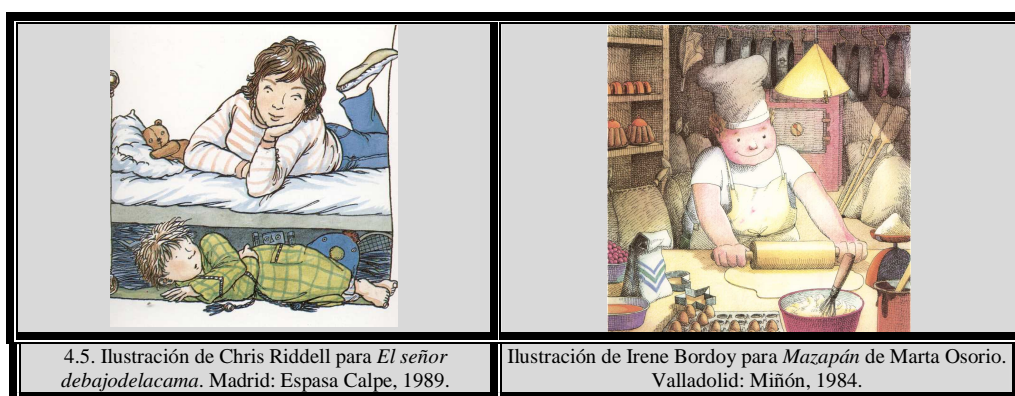 4.5. Ilustración de Chris Riddell para El señor
debajodelacama. Madrid: Espasa Calpe, 1989.
Ilustración de Irene Bordoy para Mazapán de Marta Osorio.
Valladolid: Miñón, 1984.